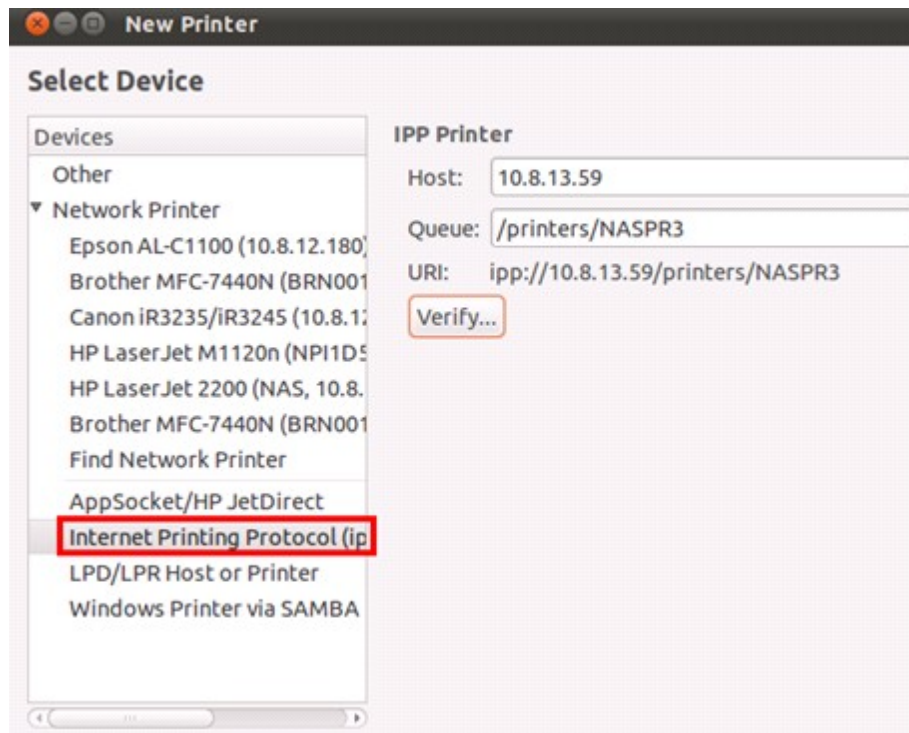 New Printer
Select Device
Devices
Other
Network Printer
Epson AL-C1100 (10.8.12.180)
Brother MFC-7440N (BRN001
Canon iR3235/iR3245 (10.8.12
HP LaserJet M1120n (NPI1D5
HP LaserJet 2200 (NAS, 10.8.
Brother MFC-7440N (BRN001
Find Network Printer
AppSocket/HP JetDirect
Internet Printing Protocol (ip
LPD/LPR Host or Printer
Windows Printer via SAMBA
IPP Printer
Host: 10.8.13.59
Queue: /printers/NASPR3
URI: ipp://10.8.13.59/printers/NASPR3
Verify...